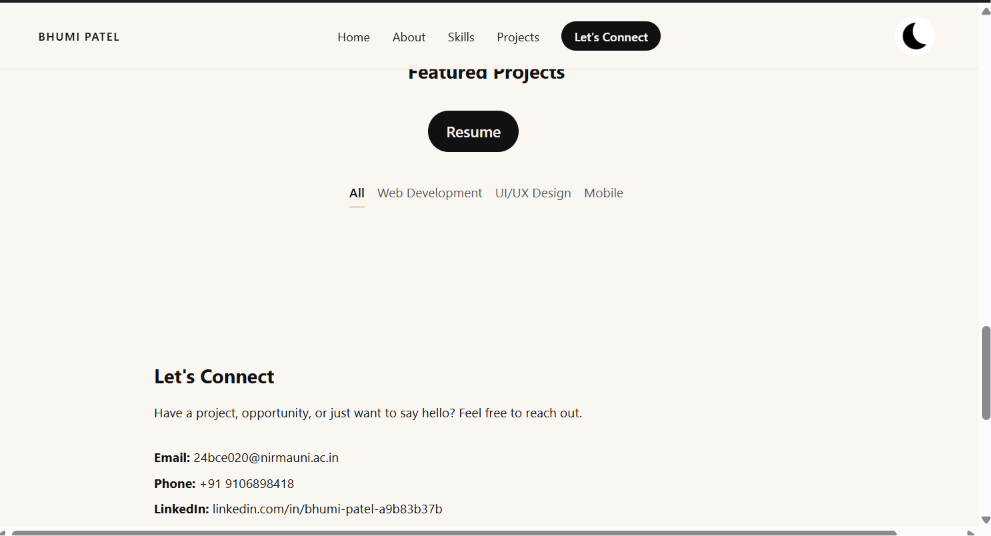 BHUMI PATEL
Home About Skills Projects Let's Connect
Featured Projects
Resume
All Web Development UI/UX Design Mobile
Let's Connect
Have a project, opportunity, or just want to say hello? Feel free to reach out.
Email: 24bce020@nirmauni.ac.in
Phone: +91 9106898418
LinkedIn: linkedin.com/in/bhumi-patel-a9b83b37b